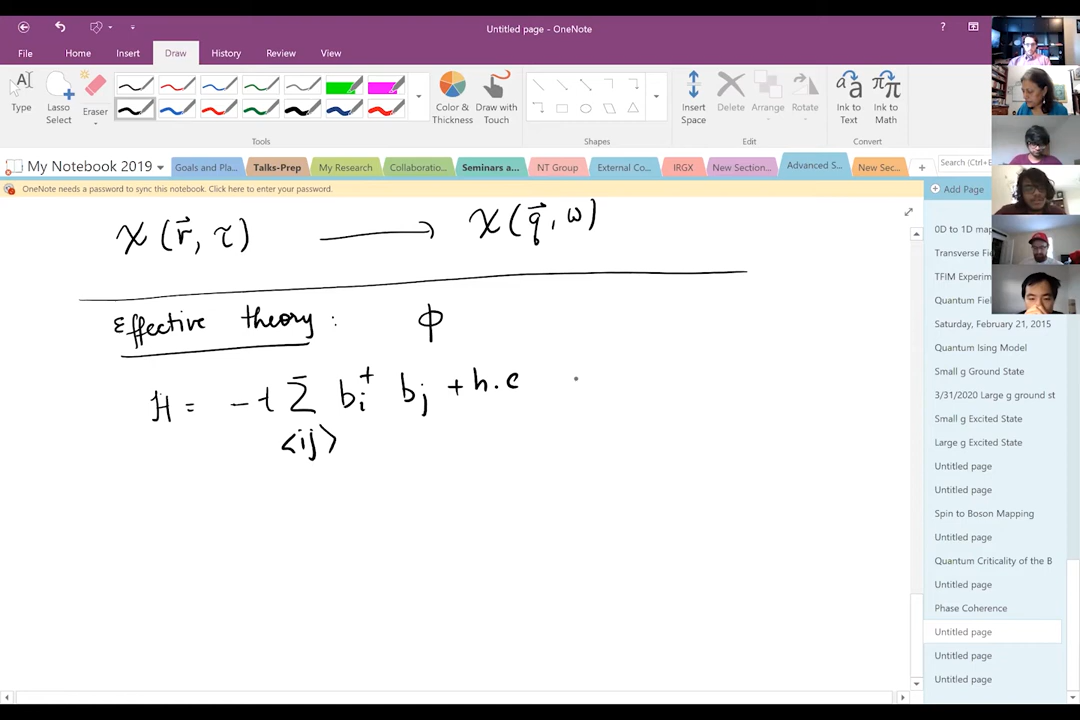 Untitled page - OneNote
?
File Home Insert Draw History Review View
Type
Lasso Select
Eraser
Color & Thickness
Draw with Touch
Insert Space
Delete
Arrange
Rotate
Ink to Text
Ink to Math
Tools
Shapes
Edit
Convert
My Notebook 2019
Goals and Pla...
Talks-Prep
My Research
Collaboratio...
Seminars a...
NT Group
External Co...
IRGX
New Section...
Advanced S...
New Sec...
Search (Ctrl+E
OneNote needs a password to sync this notebook. Click here to enter your password.
χ(r⃗, τ) ⟶ χ(q⃗, ω)
Effective theory : ϕ
H = -t Σ b_i^† b_j + h.c
<ij>
Add Page
0D to 1D map
Transverse Fi
TFIM Experim
Quantum Fiel
Saturday, February 21, 2015
Quantum Ising Model
Small g Ground State
3/31/2020 Large g ground st
Small g Excited State
Large g Excited State
Untitled page
Untitled page
Spin to Boson Mapping
Untitled page
Quantum Criticality of the B
Untitled page
Phase Coherence
Untitled page
Untitled page
Untitled page